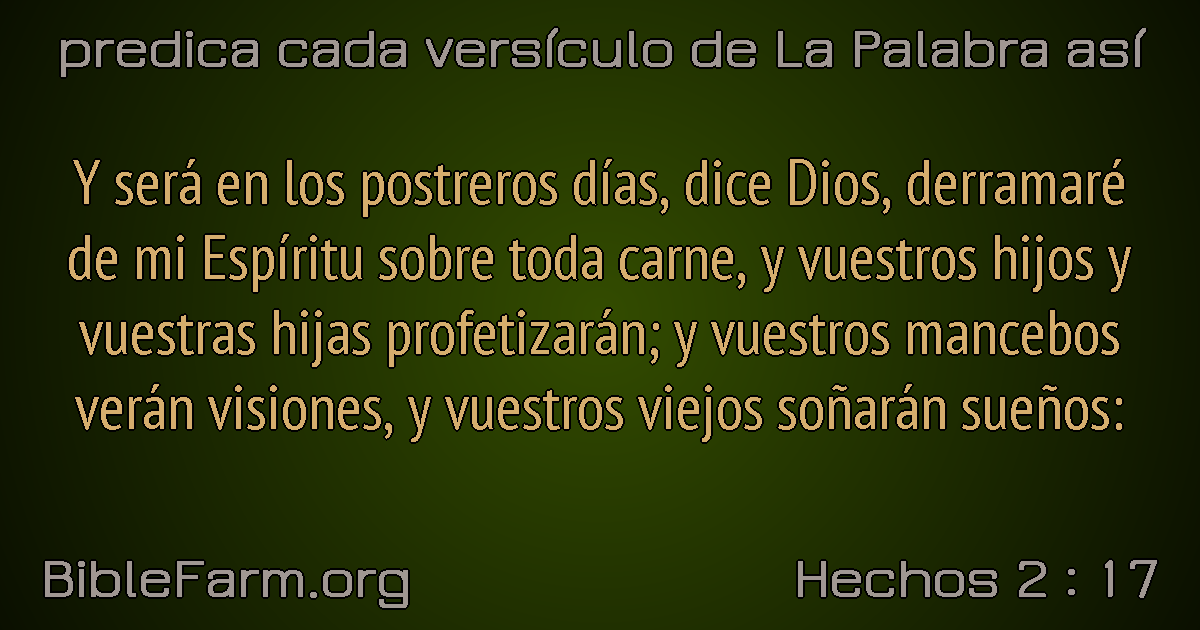 predica cada versículo de La Palabra así
Y será en los postreros días, dice Dios, derramaré
de mi Espíritu sobre toda carne, y vuestros hijos y
vuestras hijas profetizarán; y vuestros mancebos
verán visiones, y vuestros viejos soñarán sueños:
BibleFarm.org
Hechos 2 : 17